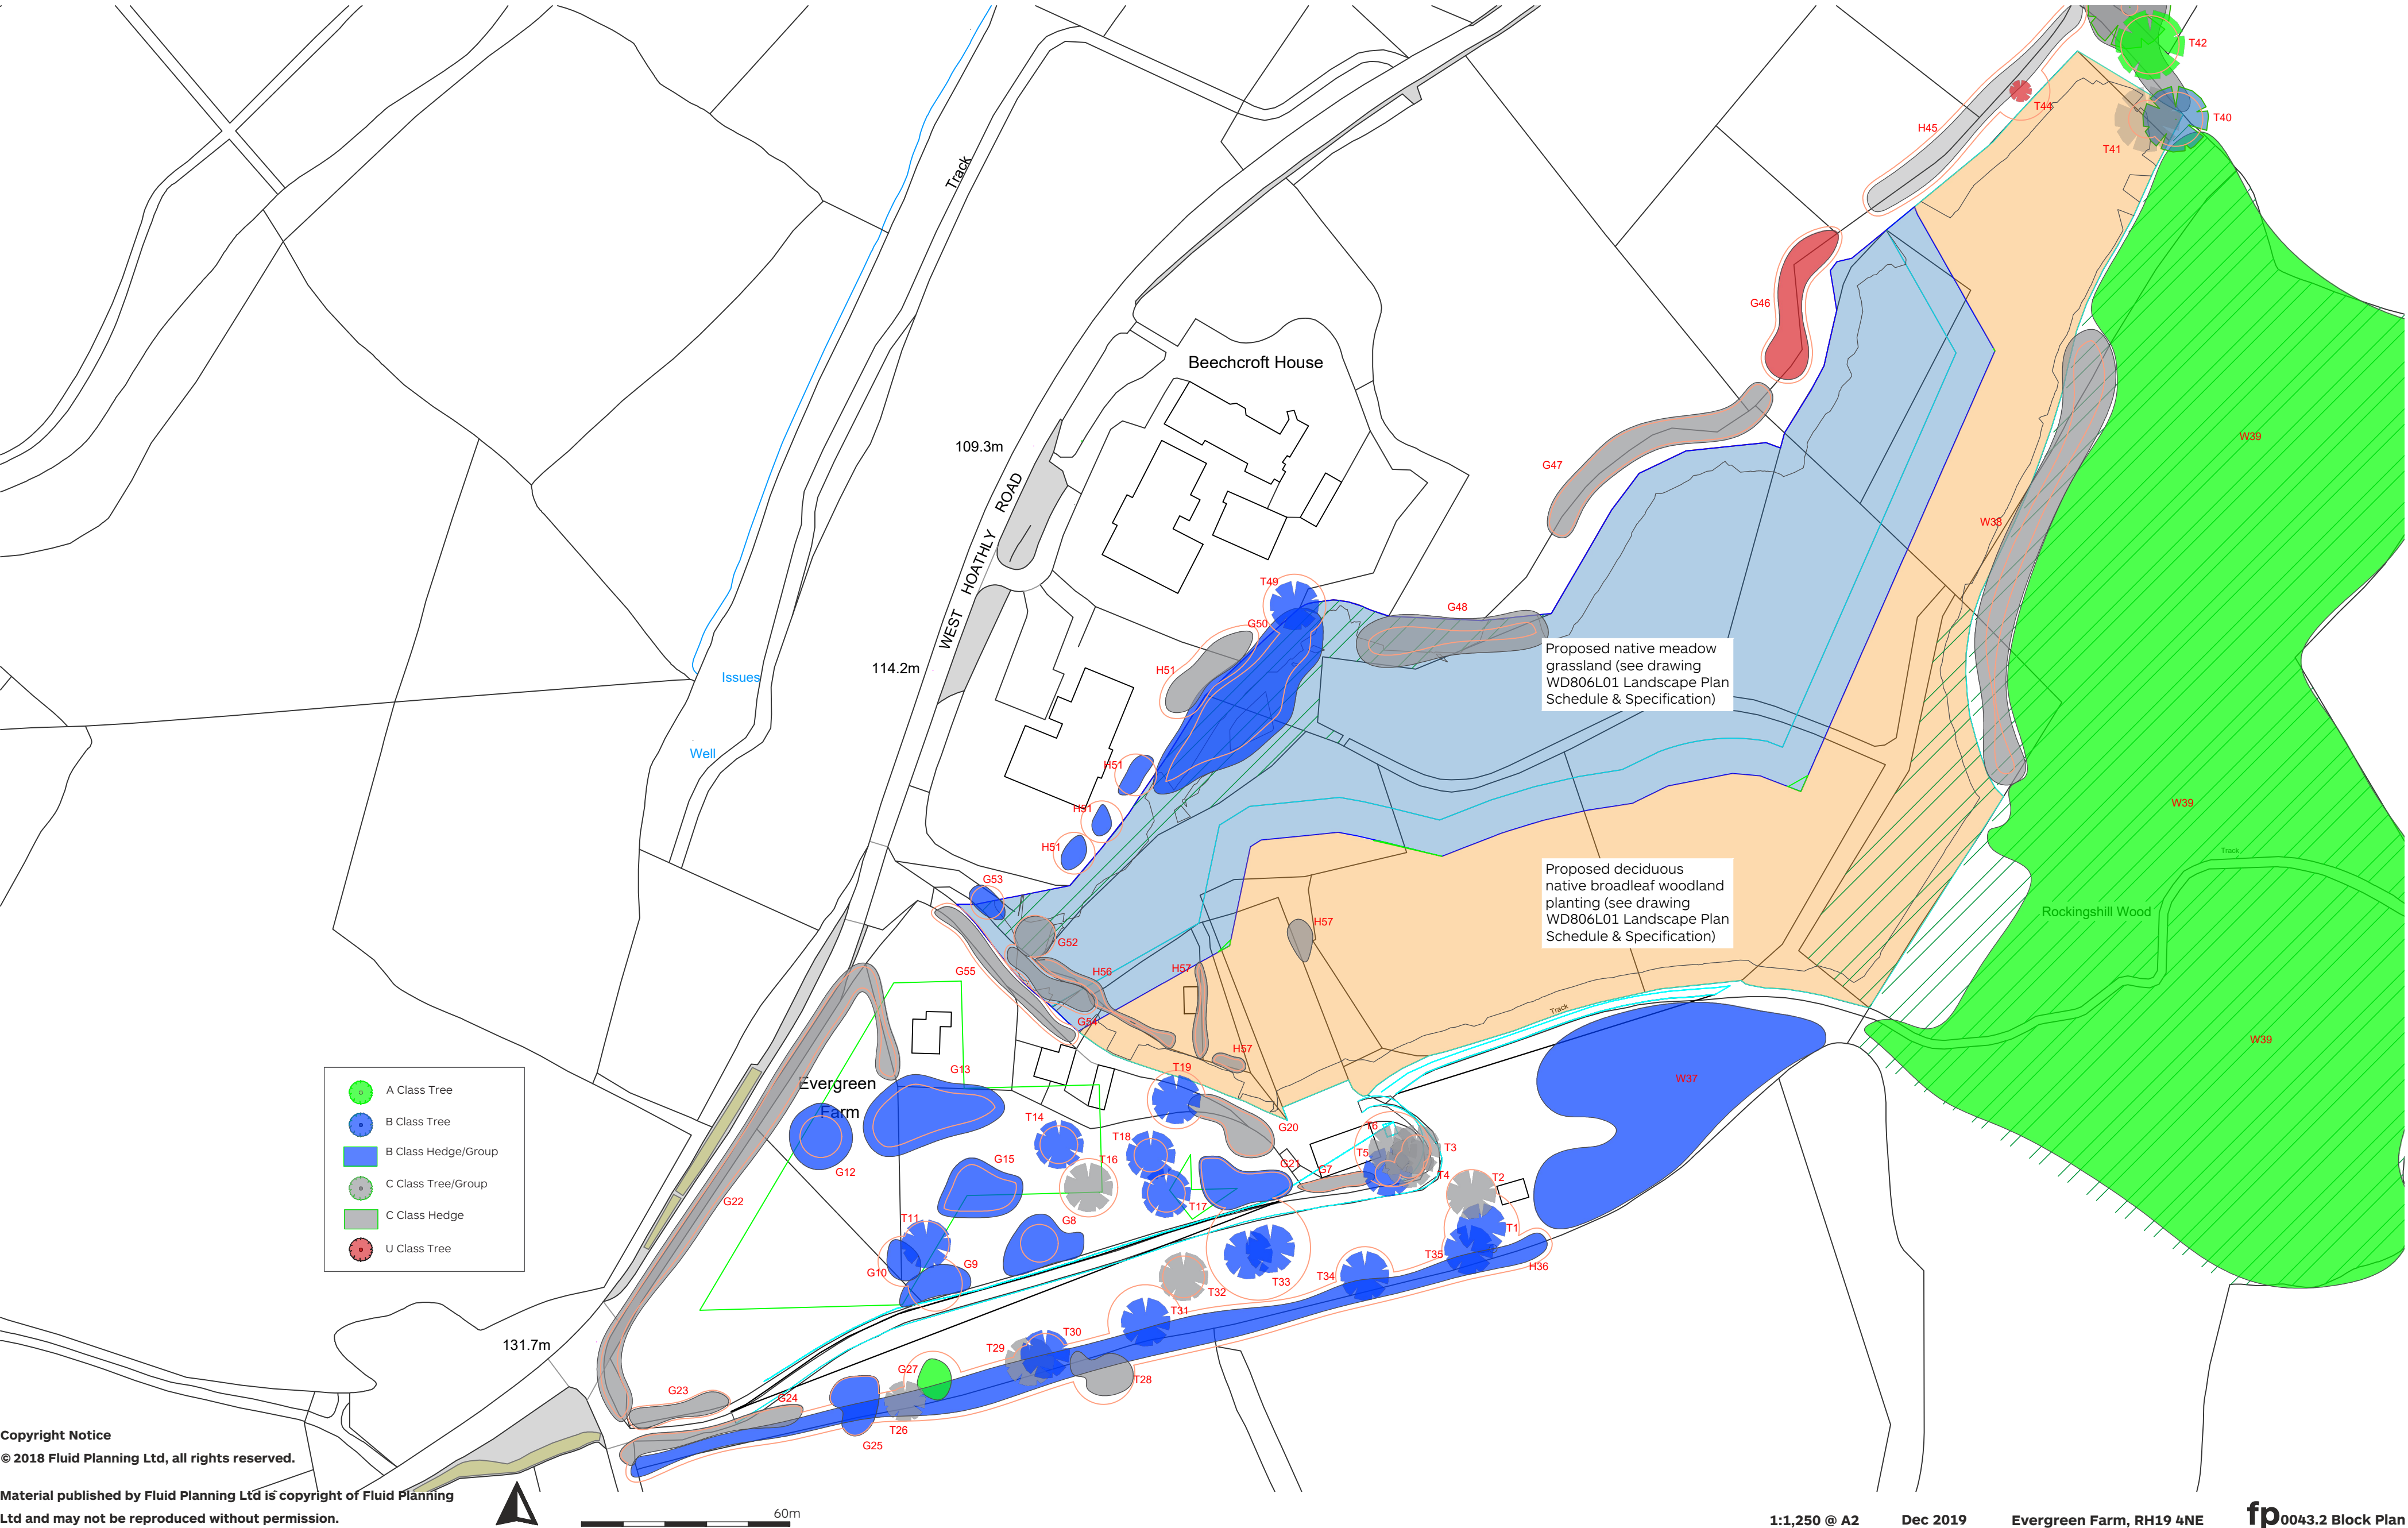 T42
T44
T40
H45
T41
Track
G46
Beechcroft House
W39
109.3m
G47
WEST HOATHLY ROAD
W38
T49
G48
G50
Proposed native meadow
grassland (see drawing
WD806L01 Landscape Plan
Schedule & Specification)
H51
114.2m
Issues
Well
H51
H51
H51
W39
Track
G53
Proposed deciduous
native broadleaf woodland
planting (see drawing
WD806L01 Landscape Plan
Schedule & Specification)
Rockingshill Wood
H57
G52
G55
H56
H57
G54
Track
W39
H57
T19
G13
Evergreen
Farm
W37
A Class Tree
B Class Tree
B Class Hedge/Group
C Class Tree/Group
C Class Hedge
U Class Tree
T14
T18
G20
T6
T3
T5
T4
G12
G15
T16
G21
G7
T2
G22
T17
T11
G8
T1
G10
G9
T35
H36
T33
T34
T32
T31
T30
T29
131.7m
G27
T28
G23
G24
T26
G25
Copyright Notice
© 2018 Fluid Planning Ltd, all rights reserved.
Material published by Fluid Planning Ltd is copyright of Fluid Planning
Ltd and may not be reproduced without permission.
60m
1:1,250 @ A2
Dec 2019
Evergreen Farm, RH19 4NE
fp0043.2 Block Plan